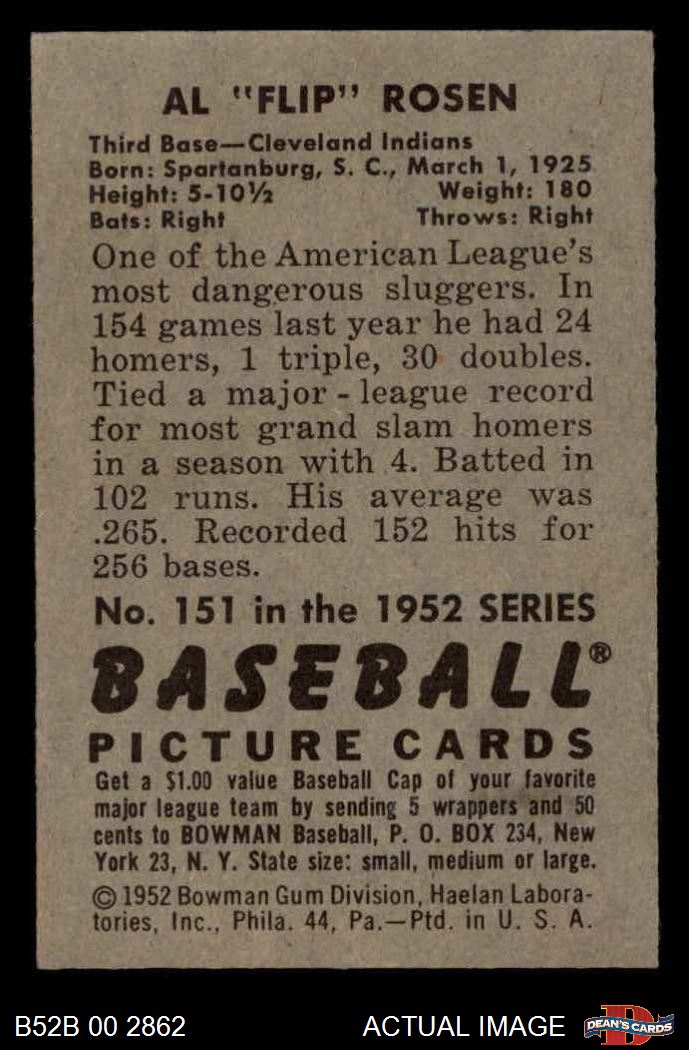 AL "FLIP" ROSEN
Third Base—Cleveland Indians
Born: Spartanburg, S. C., March 1, 1925
Height: 5-10½ Weight: 180
Bats: Right Throws: Right
One of the American League's
most dangerous sluggers. In
154 games last year he had 24
homers, 1 triple, 30 doubles.
Tied a major - league record
for most grand slam homers
in a season with 4. Batted in
102 runs. His average was
.265. Recorded 152 hits for
256 bases.
No. 151 in the 1952 SERIES
BASEBALL®
PICTURE CARDS
Get a $1.00 value Baseball Cap of your favorite
major league team by sending 5 wrappers and 50
cents to BOWMAN Baseball, P. O. BOX 234, New
York 23, N. Y. State size: small, medium or large.
© 1952 Bowman Gum Division, Haelan Labora-
tories, Inc., Phila. 44, Pa.—Ptd. in U. S. A.
B52B 00 2862 ACTUAL IMAGE D DEAN'S CARDS